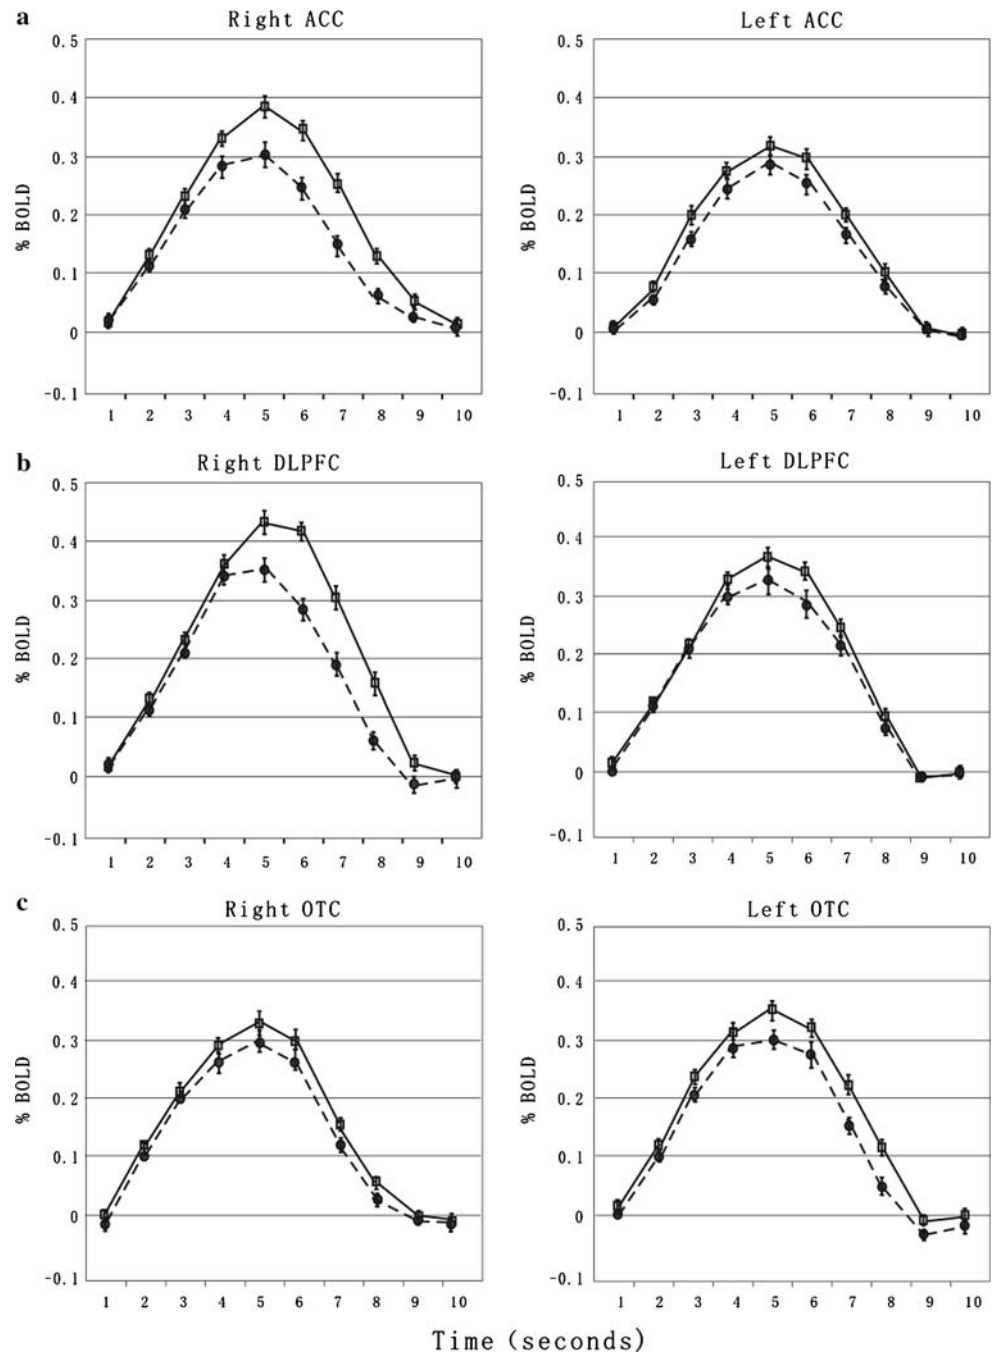 a
Right ACC
Left ACC
0.5
0.4
0.3
0.2
0.1
0
-0.1
% BOLD
1 2 3 4 5 6 7 8 9 10
0.5
0.4
0.3
0.2
0.1
0
-0.1
% BOLD
1 2 3 4 5 6 7 8 9 10
b
Right DLPFC
Left DLPFC
0.5
0.4
0.3
0.2
0.1
0
-0.1
% BOLD
1 2 3 4 5 6 7 8 9 10
0.5
0.4
0.3
0.2
0.1
0
-0.1
% BOLD
1 2 3 4 5 6 7 8 9 10
c
Right OTC
Left OTC
0.5
0.4
0.3
0.2
0.1
0
-0.1
% BOLD
1 2 3 4 5 6 7 8 9 10
0.5
0.4
0.3
0.2
0.1
0
-0.1
% BOLD
1 2 3 4 5 6 7 8 9 10
Time (seconds)